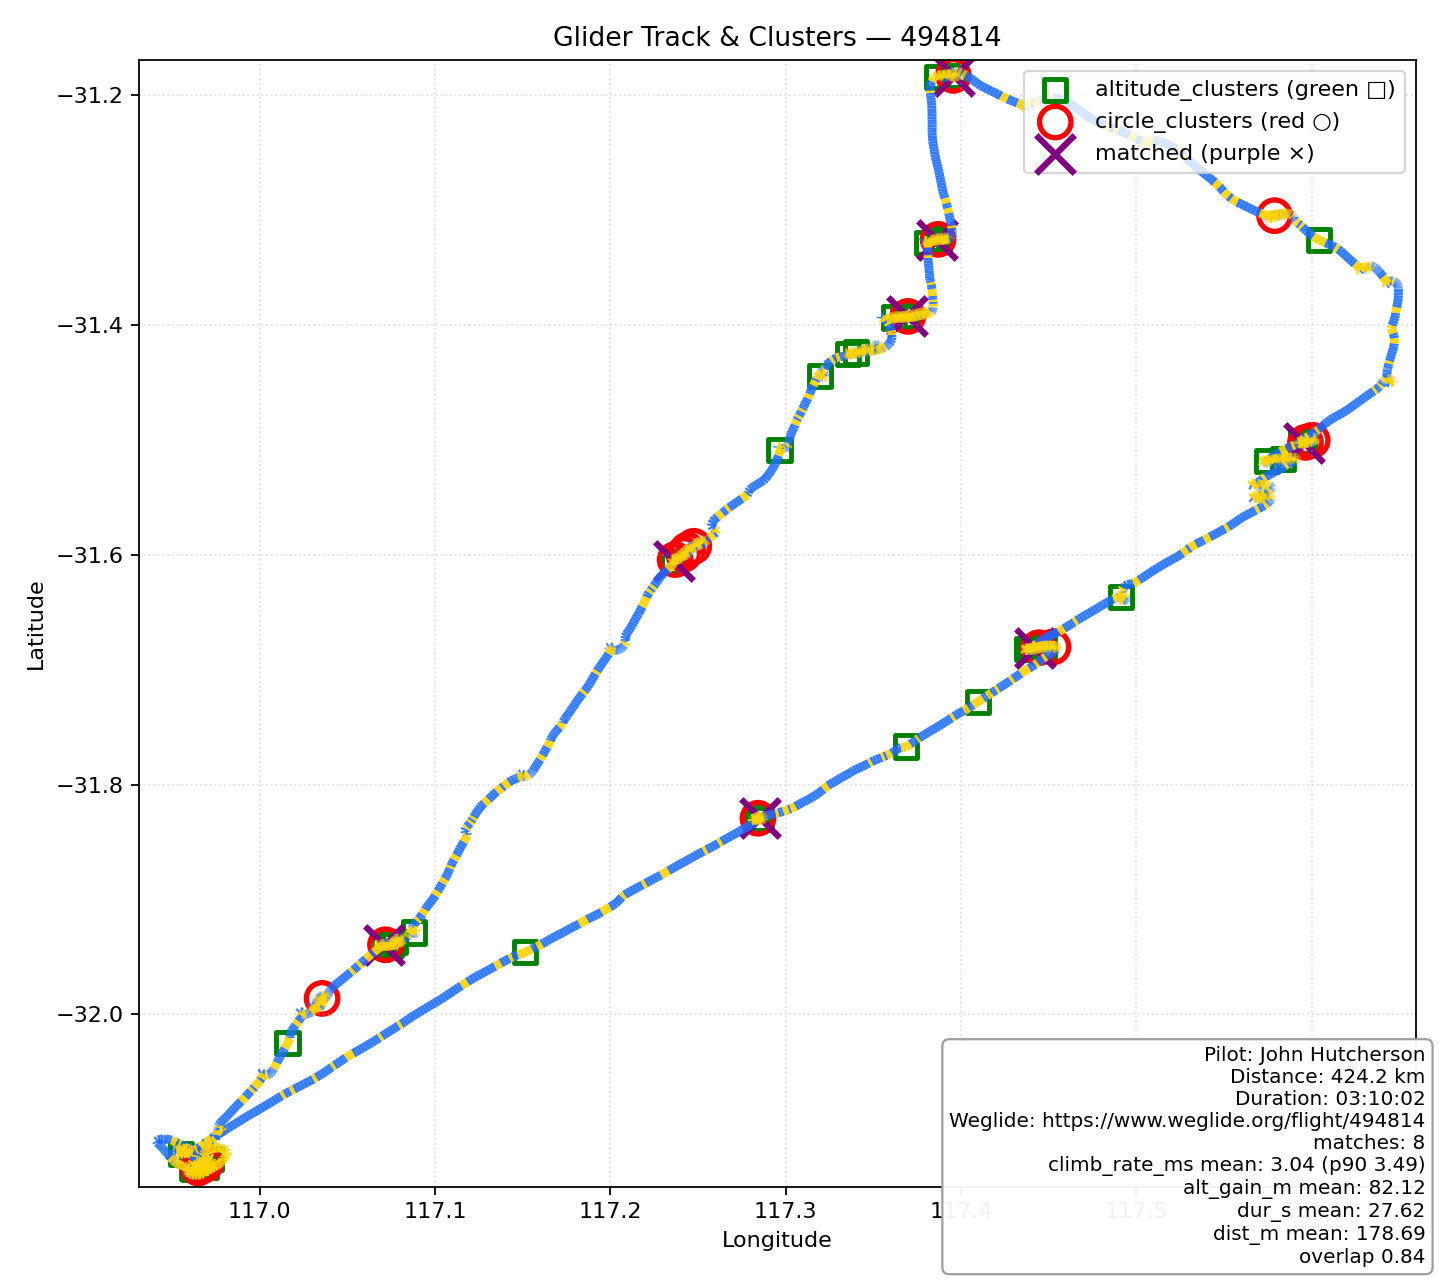 Glider Track & Clusters — 494814
altitude_clusters (green □)
circle_clusters (red ○)
matched (purple ×)
−31.2
−31.4
−31.6
−31.8
−32.0
Latitude
117.0
117.1
117.2
117.3
117.4
117.5
Longitude
Pilot: John Hutcherson
Distance: 424.2 km
Duration: 03:10:02
Weglide: https://www.weglide.org/flight/494814
matches: 8
climb_rate_ms mean: 3.04 (p90 3.49)
alt_gain_m mean: 82.12
dur_s mean: 27.62
dist_m mean: 178.69
overlap 0.84